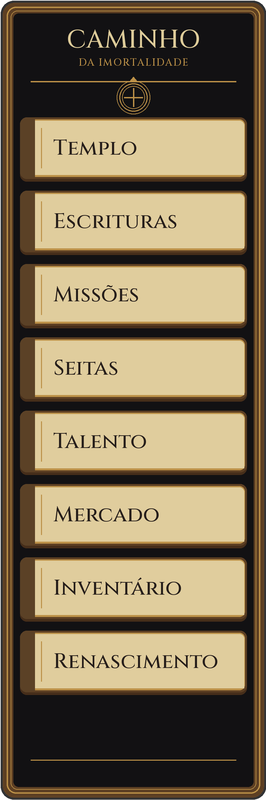 CAMINHO
DA IMORTALIDADE
TEMPLO
ESCRITURAS
MISSÕES
SEITAS
TALENTO
MERCADO
INVENTÁRIO
RENASCIMENTO